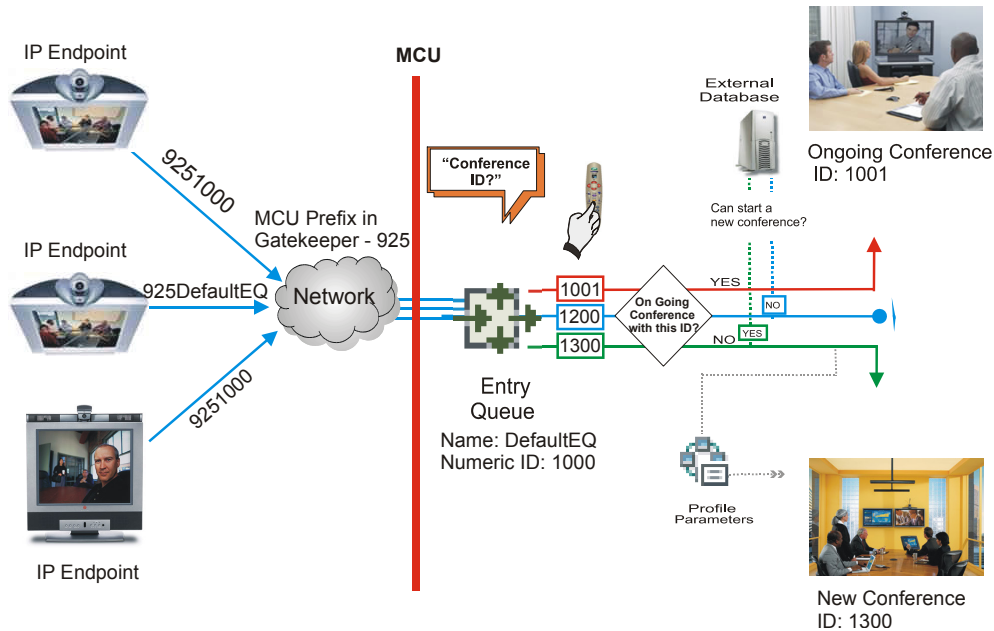 IP Endpoint
9251000
IP Endpoint
925DefaultEQ
9251000
IP Endpoint
MCU Prefix in
Gatekeeper - 925
Network
MCU
“Conference
ID?”
Entry
Queue
Name: DefaultEQ
Numeric ID: 1000
1001
1200
1300
On Going
Conference
with this ID?
YES
NO
External
Database
Can start a
new conference?
NO
YES
Profile
Parameters
Ongoing Conference
ID: 1001
New Conference
ID: 1300